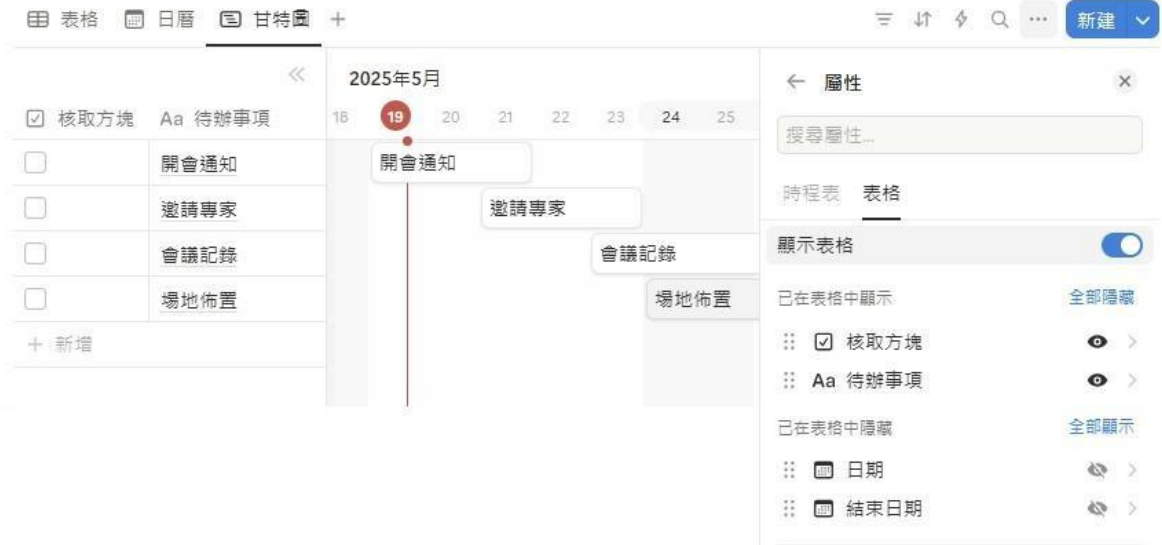 表格 日曆 甘特圖 +
新建
2025年5月
核取方塊 Aa 待辦事項
18 19 20 21 22 23 24 25
開會通知
邀請專家
會議記錄
場地佈置
+ 新增
開會通知
邀請專家
會議記錄
場地佈置
屬性
搜尋屬性...
時程表 表格
顯示表格
已在表格中顯示 全部隱藏
核取方塊
Aa 待辦事項
已在表格中隱藏 全部顯示
日期
結束日期